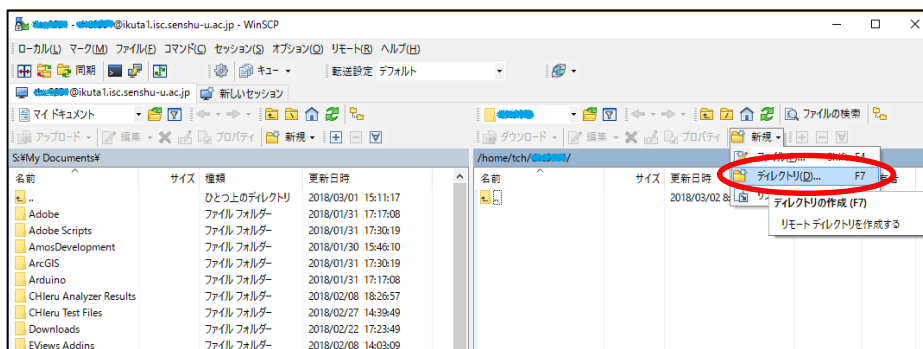 @ikuta1.isc.senshu-u.ac.jp - WinSCP
ローカル(L) マーク(M) ファイル(F) コマンド(C) セッション(S) オプション(O) リモート(R) ヘルプ(H)
同期 キュー 転送設定 デフォルト
@ikuta1.isc.senshu-u.ac.jp 新しいセッション
マイ ドキュメント ファイルの検索
アップロード 編集 プロパティ 新規 ダウンロード 編集 プロパティ 新規
S:¥My Documents¥ /home/tch/
名前 サイズ 種類 更新日時 名前 サイズ 更新日時
.. ひとつ上のディレクトリ 2018/03/01 15:11:17 .. 2018/03/02
Adobe ファイル フォルダー 2018/01/31 17:17:08
Adobe Scripts ファイル フォルダー 2018/01/31 17:30:19
AmosDevelopment ファイル フォルダー 2018/01/30 15:46:10
ArcGIS ファイル フォルダー 2018/01/31 17:30:19
Arduino ファイル フォルダー 2018/01/31 17:17:08
CHIeru Analyzer Results ファイル フォルダー 2018/02/08 18:26:57
CHIeru Test Files ファイル フォルダー 2018/02/27 14:39:49
Downloads ファイル フォルダー 2018/02/22 17:23:49
EViews Addins ファイル フォルダー 2018/02/08 14:03:09
ディレクトリ(D)... F7
ディレクトリの作成 (F7)
リモート ディレクトリを作成する